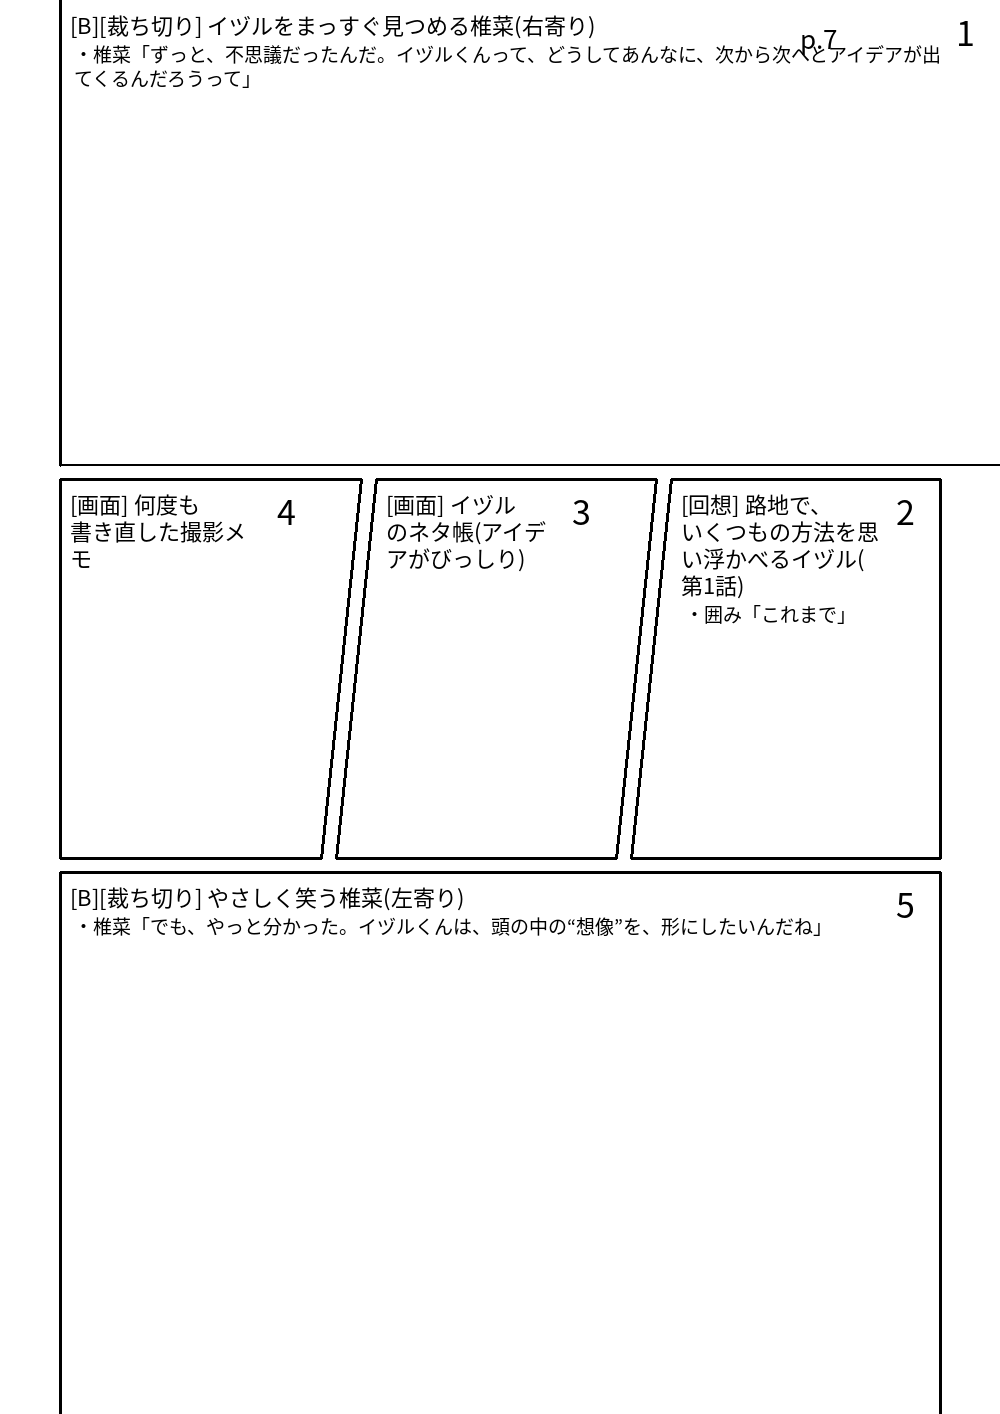 p.7
1
[B][裁ち切り] イヅルをまっすぐ見つめる椎菜(右寄り)
・椎菜「ずっと、不思議だったんだ。イヅルくんって、どうしてあんなに、次から次へとアイデアが出
てくるんだろうって」
2
[回想] 路地で、
いくつもの方法を思
い浮かべるイヅル(
第1話)
・囲み「これまで」
3
[画面] イヅル
のネタ帳(アイデ
アがびっしり)
4
[画面] 何度も
書き直した撮影メ
モ
5
[B][裁ち切り] やさしく笑う椎菜(左寄り)
・椎菜「でも、やっと分かった。イヅルくんは、頭の中の“想像”を、形にしたいんだね」